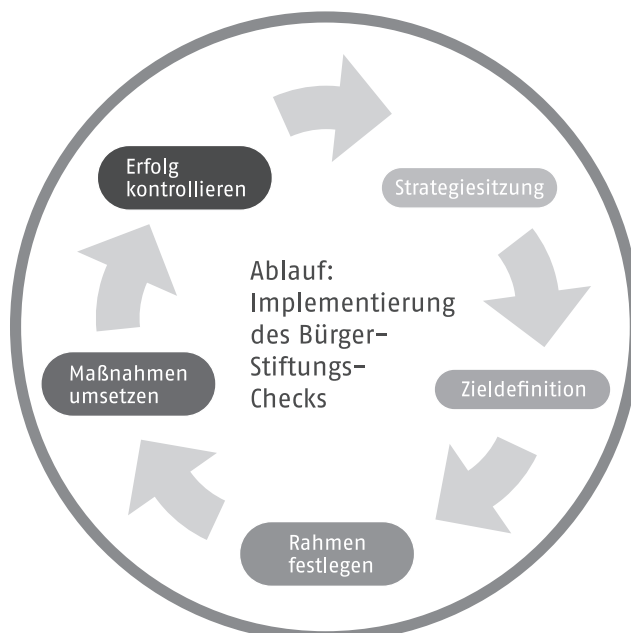 Erfolg
kontrollieren
Strategiesitzung
Ablauf:
Implementierung
des Bürger-
Stiftungs-
Checks
Maßnahmen
umsetzen
Zieldefinition
Rahmen
festlegen